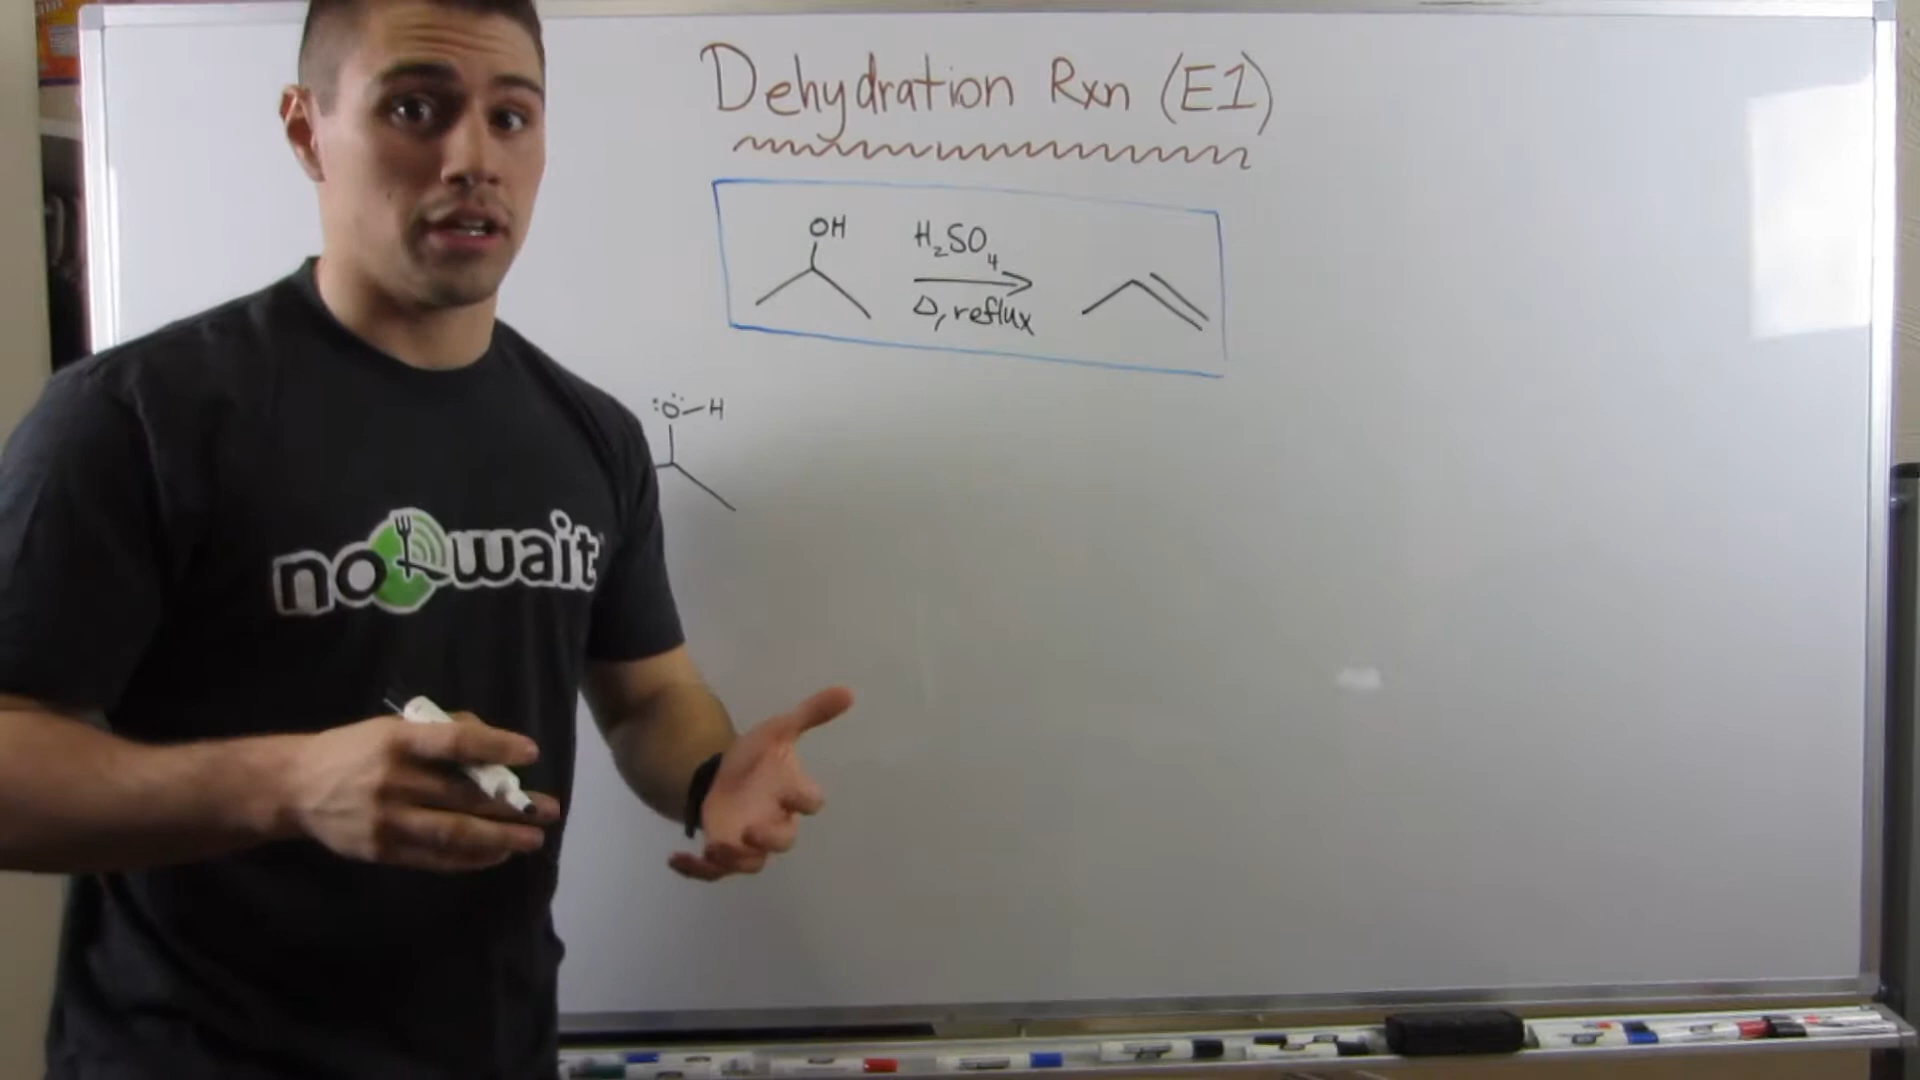 Dehydration Rxn (E1)
OH
H₂SO₄
Δ, reflux
:Ö-H
nowait